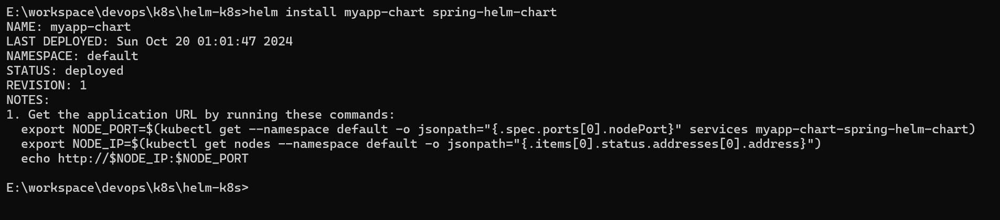 E:\workspace\devops\k8s\helm-k8s>helm install myapp-chart spring-helm-chart
NAME: myapp-chart
LAST DEPLOYED: Sun Oct 20 01:01:47 2024
NAMESPACE: default
STATUS: deployed
REVISION: 1
NOTES:
1. Get the application URL by running these commands:
  export NODE_PORT=$(kubectl get --namespace default -o jsonpath="{.spec.ports[0].nodePort}" services myapp-chart-spring-helm-chart)
  export NODE_IP=$(kubectl get nodes --namespace default -o jsonpath="{.items[0].status.addresses[0].address}")
  echo http://$NODE_IP:$NODE_PORT

E:\workspace\devops\k8s\helm-k8s>